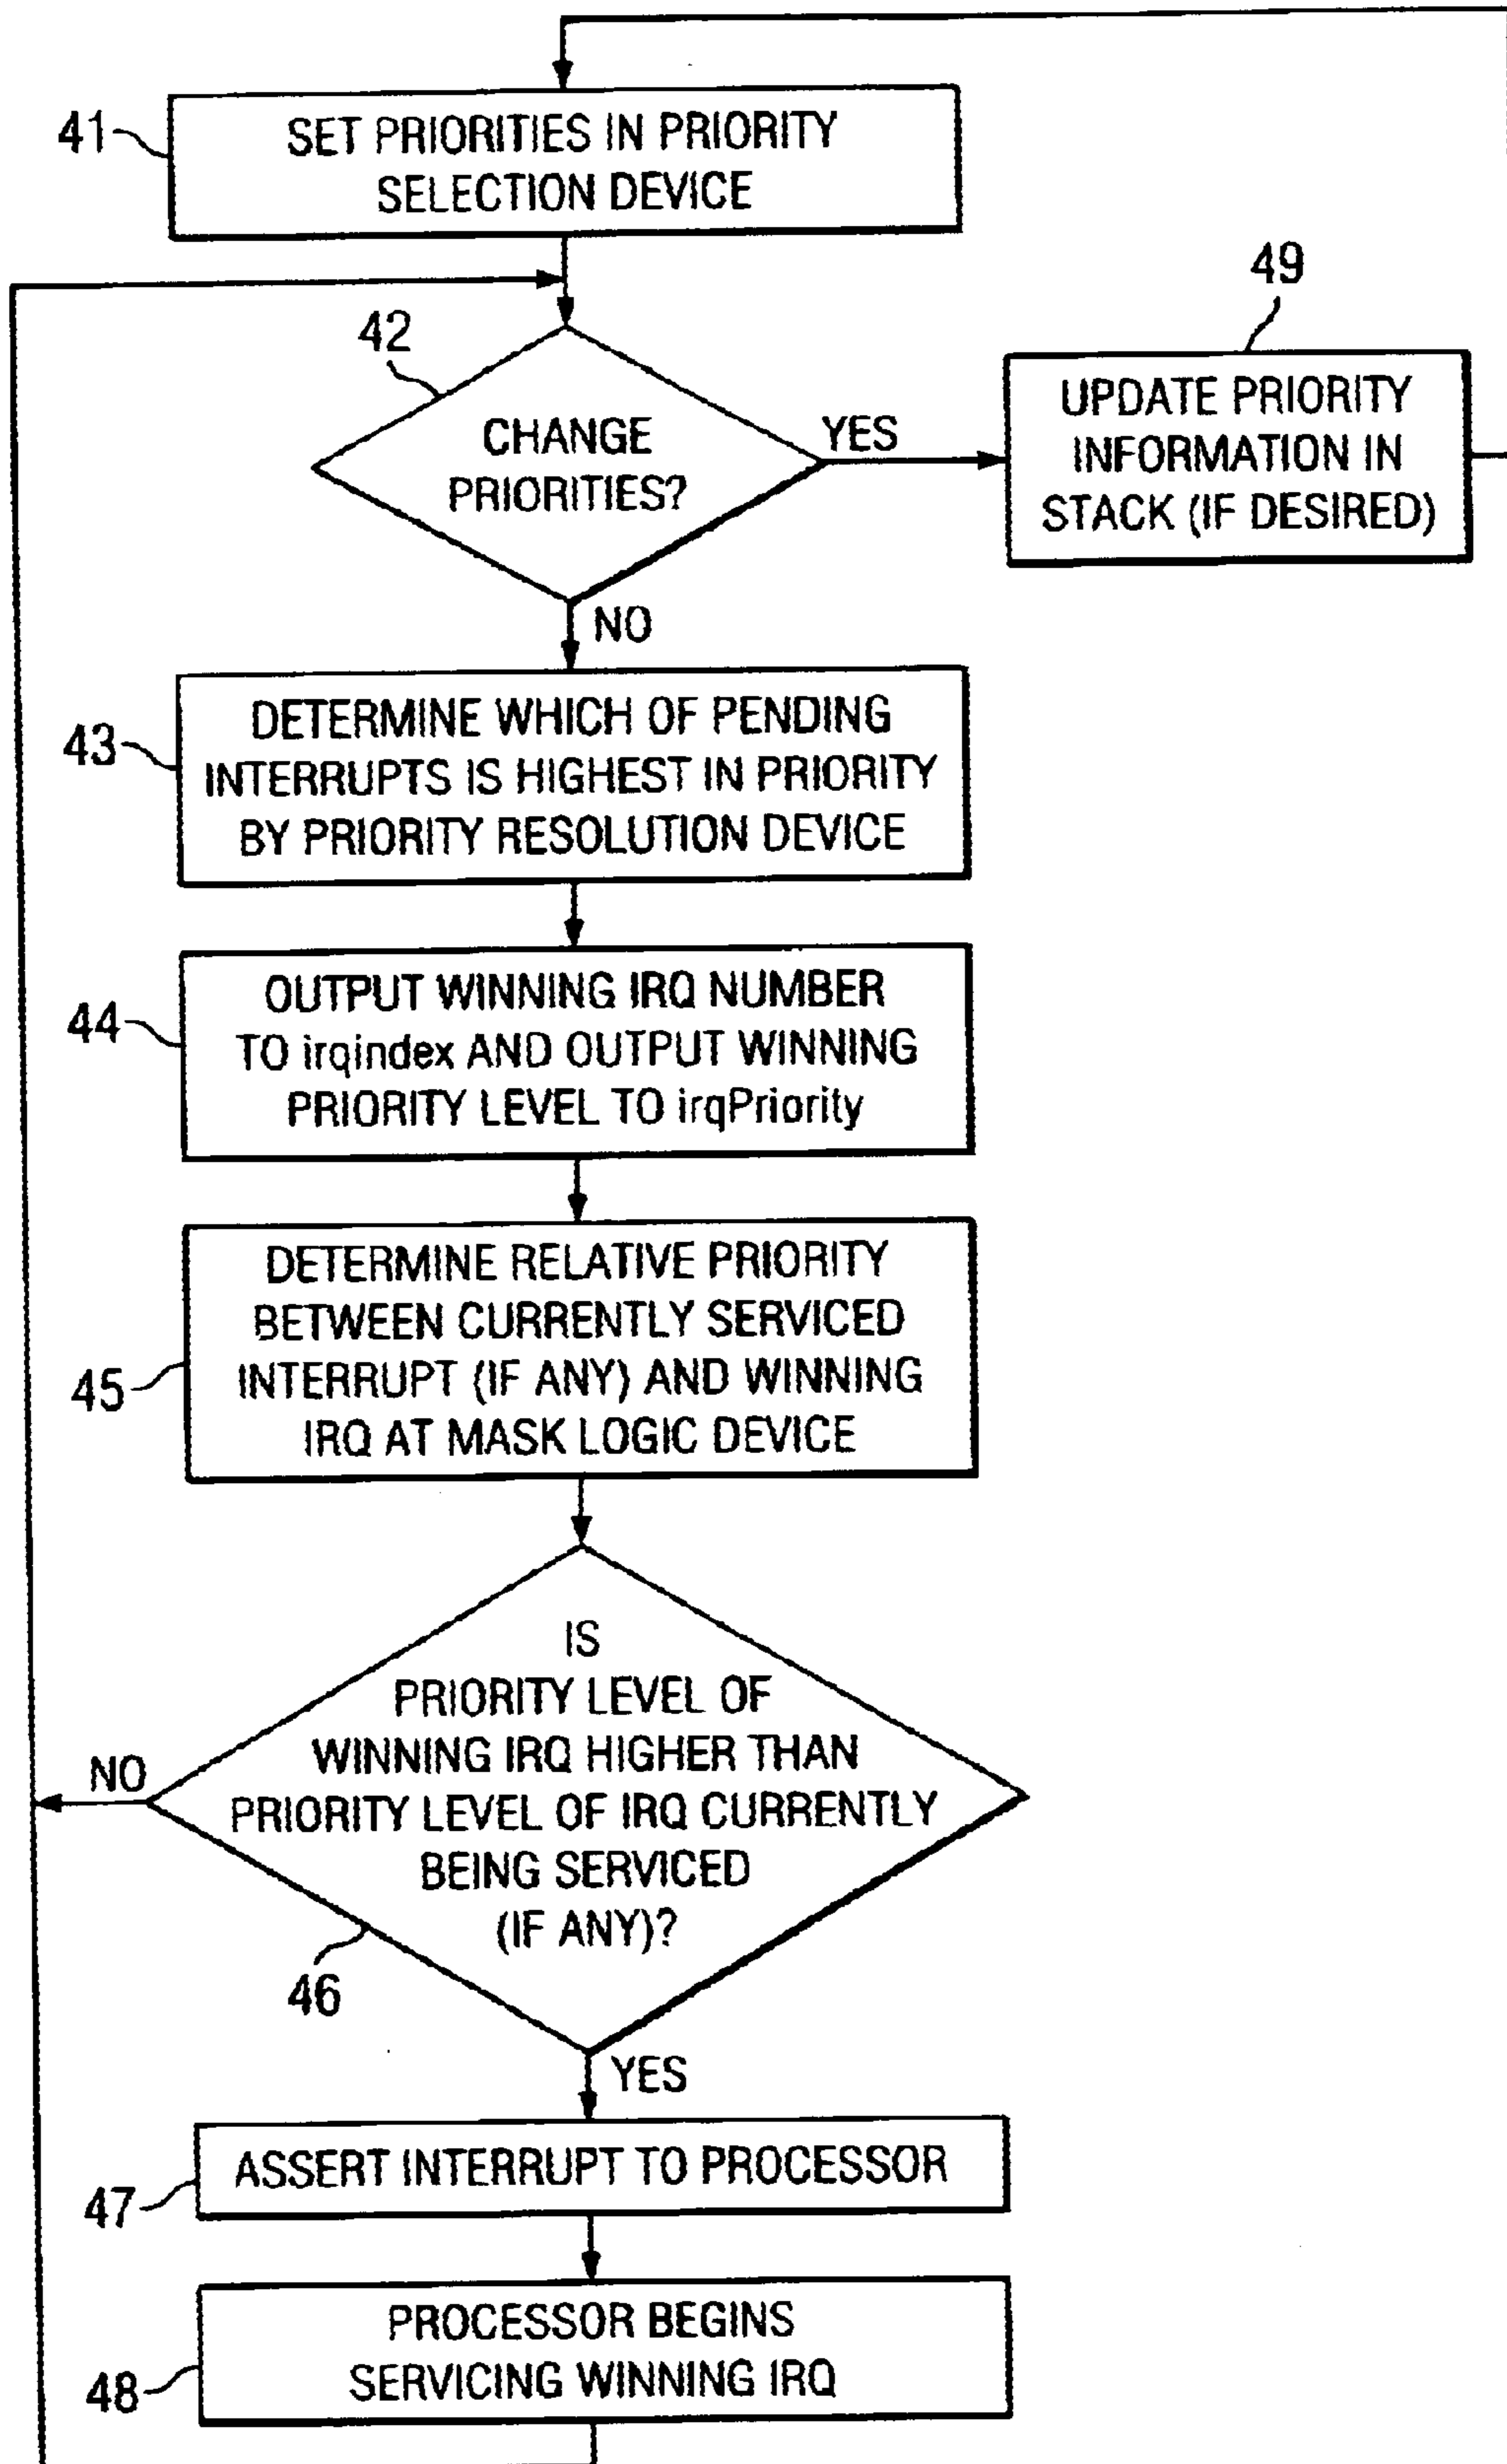 41
SET PRIORITIES IN PRIORITY
SELECTION DEVICE
42
CHANGE
PRIORITIES?
YES
49
UPDATE PRIORITY
INFORMATION IN
STACK (IF DESIRED)
NO
43
DETERMINE WHICH OF PENDING
INTERRUPTS IS HIGHEST IN PRIORITY
BY PRIORITY RESOLUTION DEVICE
44
OUTPUT WINNING IRQ NUMBER
TO irqindex AND OUTPUT WINNING
PRIORITY LEVEL TO irqPriority
45
DETERMINE RELATIVE PRIORITY
BETWEEN CURRENTLY SERVICED
INTERRUPT (IF ANY) AND WINNING
IRQ AT MASK LOGIC DEVICE
IS
PRIORITY LEVEL OF
WINNING IRQ HIGHER THAN
PRIORITY LEVEL OF IRQ CURRENTLY
BEING SERVICED
(IF ANY)?
NO
46
YES
47
ASSERT INTERRUPT TO PROCESSOR
48
PROCESSOR BEGINS
SERVICING WINNING IRQ